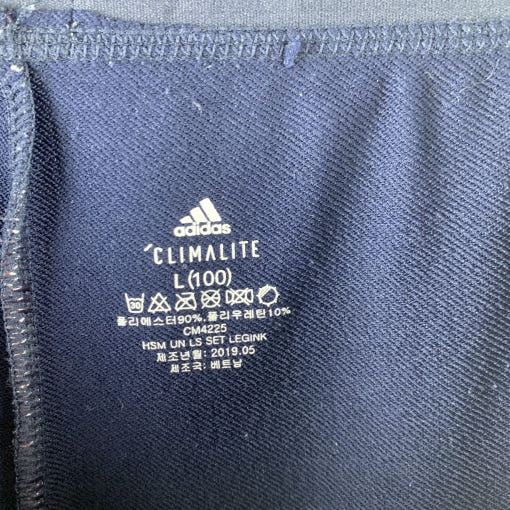 adidas
CLIMALITE
L (100)
30
폴리에스터90%, 폴리우레탄10%
CM4225
HSM UN LS SET LEGINK
제조년월: 2019.05
제조국: 베트남